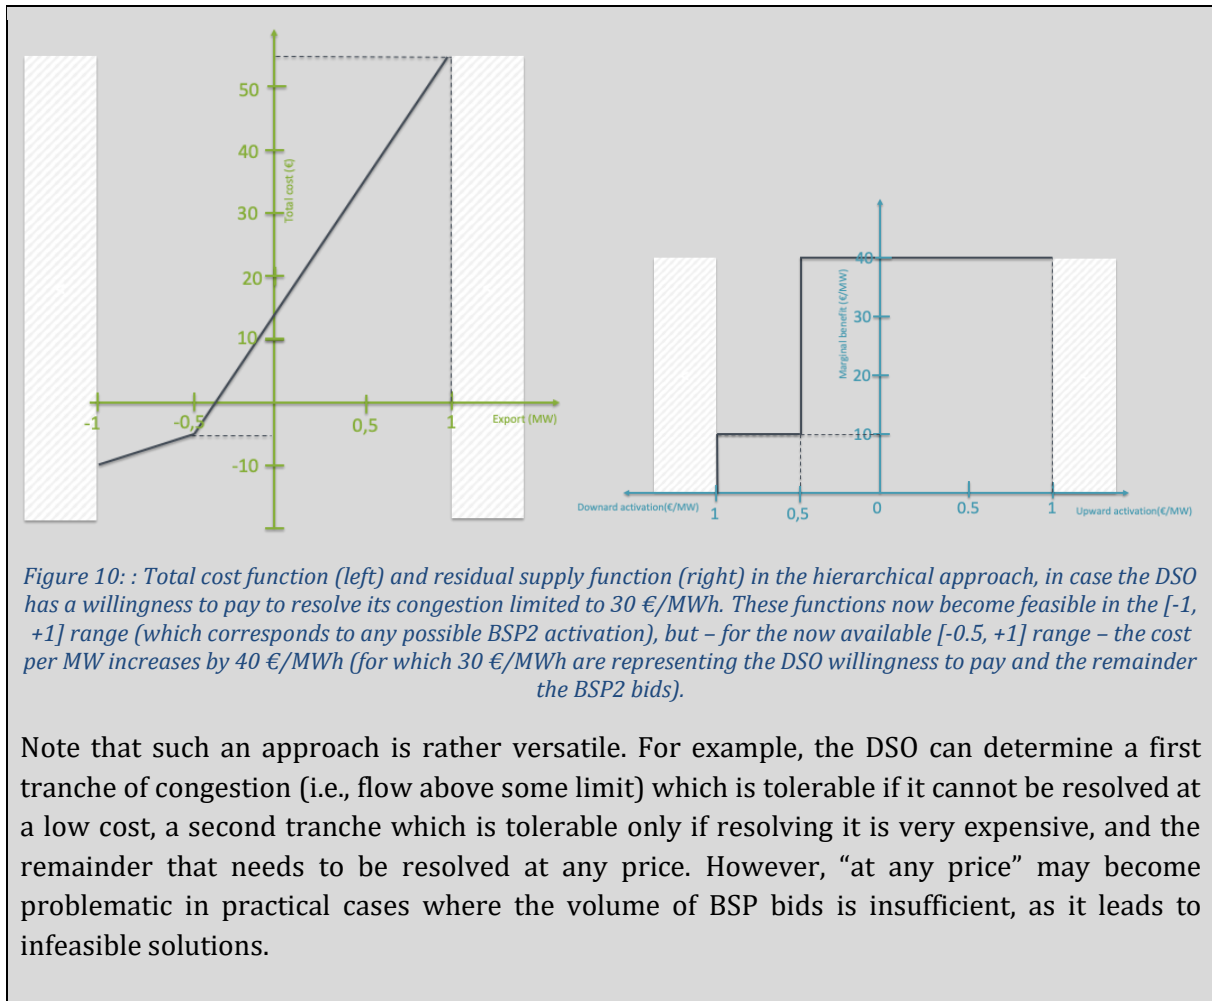 50
40
30
20
10
-10
Total cost (€)
-1
-0,5
0,5
1
Export (MW)
40
30
20
10
Marginal benefit (€/MW)
Downard activation(€/MW)
1
0,5
0
0.5
1
Upward activation(€/MW)
Figure 10: : Total cost function (left) and residual supply function (right) in the hierarchical approach, in case the DSO
has a willingness to pay to resolve its congestion limited to 30 €/MWh. These functions now become feasible in the [-1,
+1] range (which corresponds to any possible BSP2 activation), but – for the now available [-0.5, +1] range – the cost
per MW increases by 40 €/MWh (for which 30 €/MWh are representing the DSO willingness to pay and the remainder
the BSP2 bids).
Note that such an approach is rather versatile. For example, the DSO can determine a first
tranche of congestion (i.e., flow above some limit) which is tolerable if it cannot be resolved at
a low cost, a second tranche which is tolerable only if resolving it is very expensive, and the
remainder that needs to be resolved at any price. However, “at any price” may become
problematic in practical cases where the volume of BSP bids is insufficient, as it leads to
infeasible solutions.